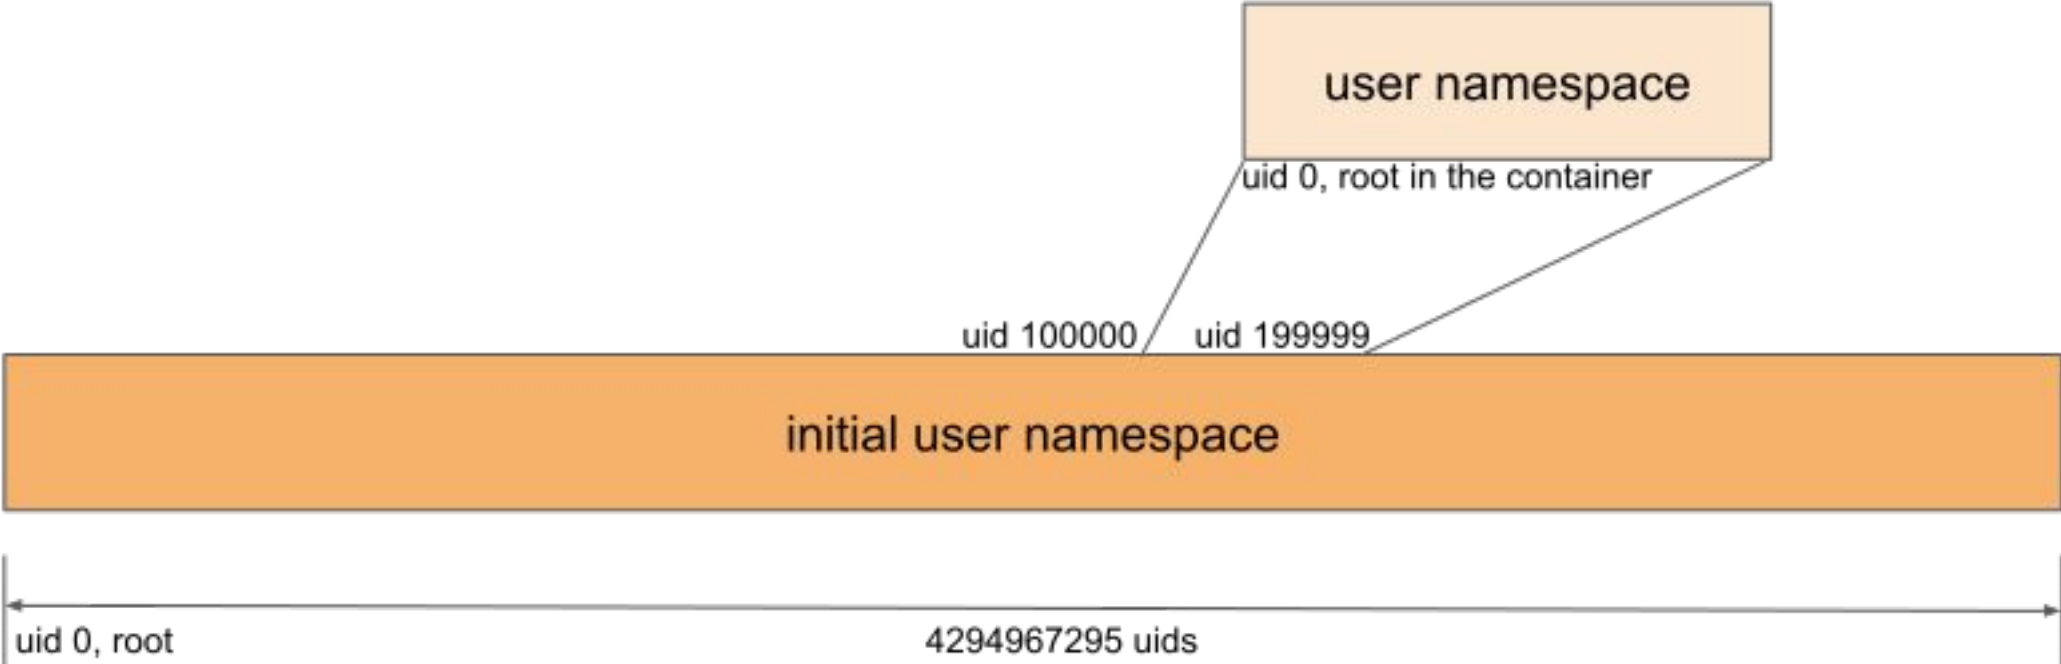 user namespace
uid 0, root in the container
uid 100000 uid 199999
initial user namespace
uid 0, root 4294967295 uids